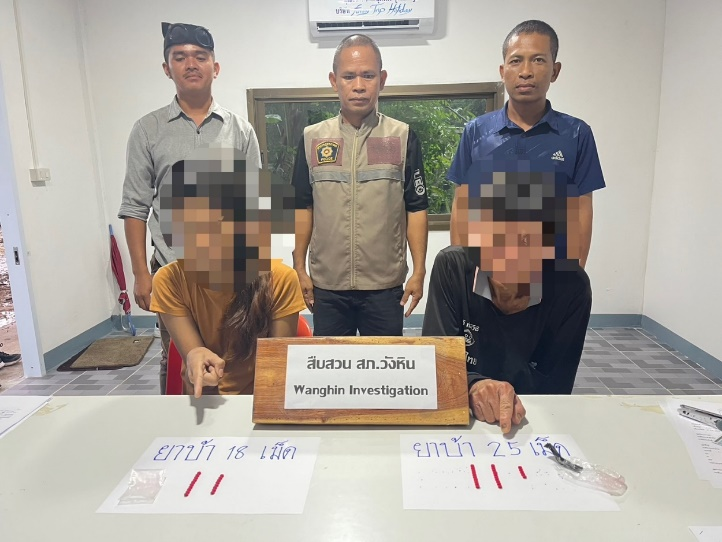 สืบสวน สภ.วังหิน
Wanghin Investigation
ยาบ้า 18 เม็ด
ยาบ้า 25 เม็ด
adidas
POLICE